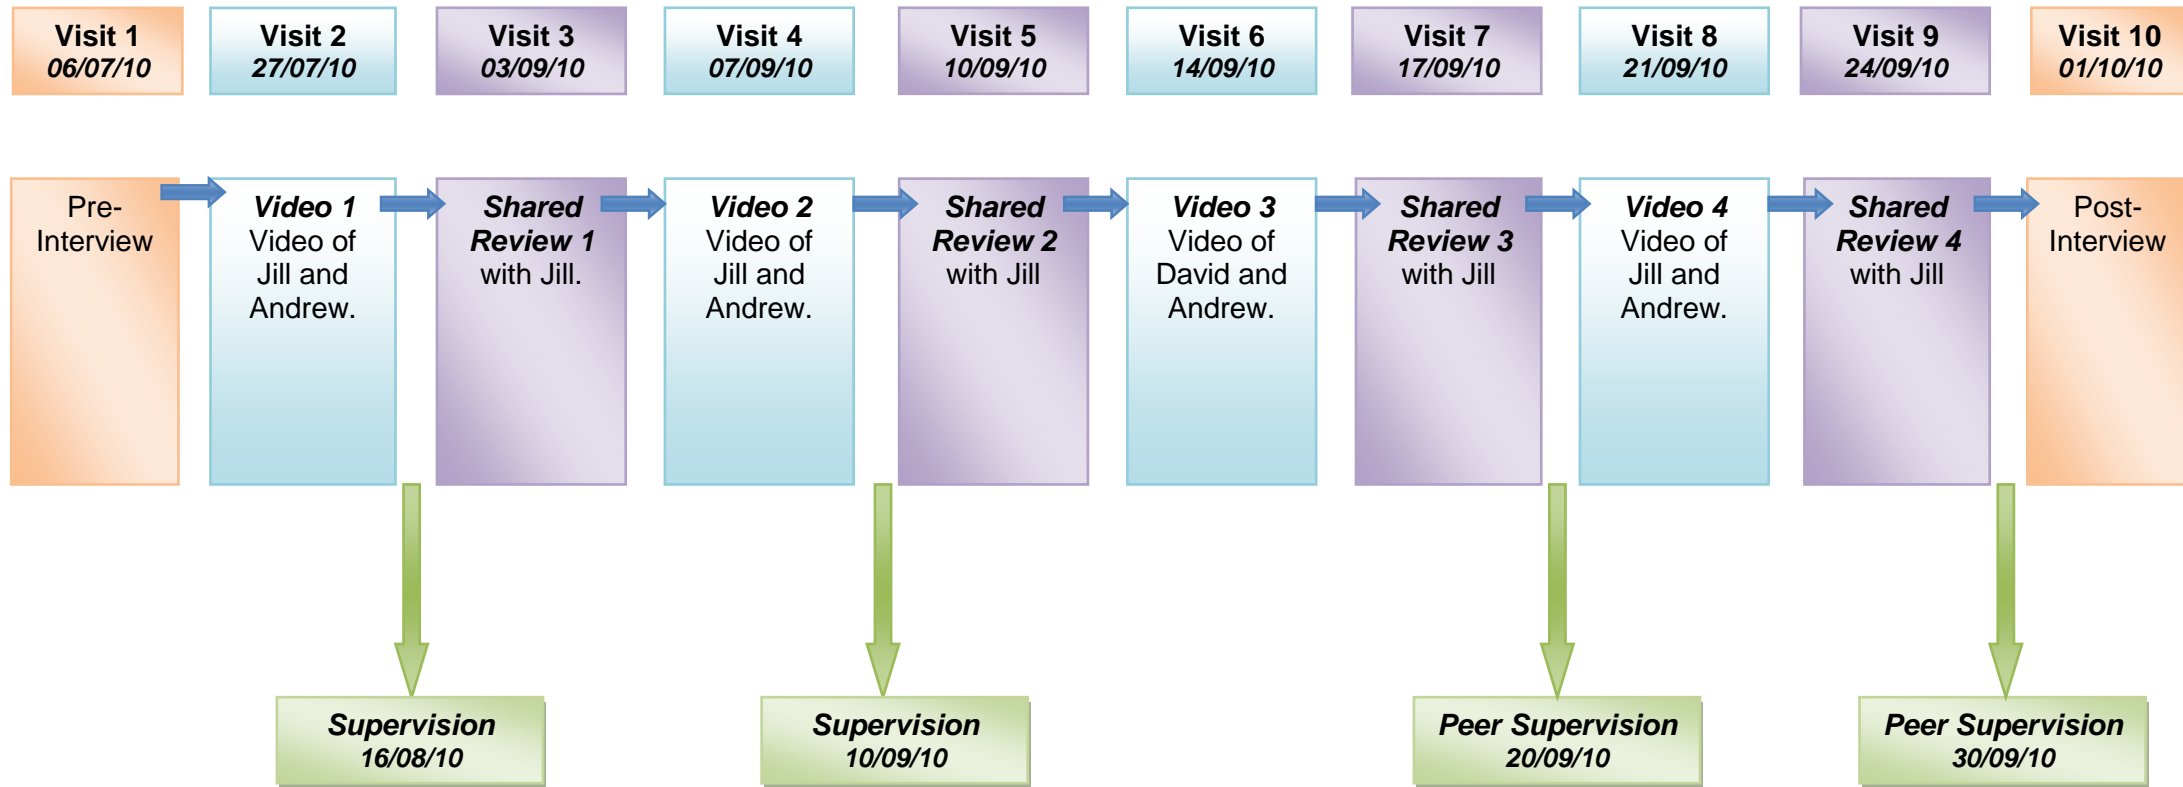 Visit 1
06/07/10
Visit 2
27/07/10
Visit 3
03/09/10
Visit 4
07/09/10
Visit 5
10/09/10
Visit 6
14/09/10
Visit 7
17/09/10
Visit 8
21/09/10
Visit 9
24/09/10
Visit 10
01/10/10
Pre-
Interview
Video 1
Video of
Jill and
Andrew.
Shared
Review 1
with Jill.
Video 2
Video of
Jill and
Andrew.
Shared
Review 2
with Jill
Video 3
Video of
David and
Andrew.
Shared
Review 3
with Jill
Video 4
Video of
Jill and
Andrew.
Shared
Review 4
with Jill
Post-
Interview
Supervision
16/08/10
Supervision
10/09/10
Peer Supervision
20/09/10
Peer Supervision
30/09/10